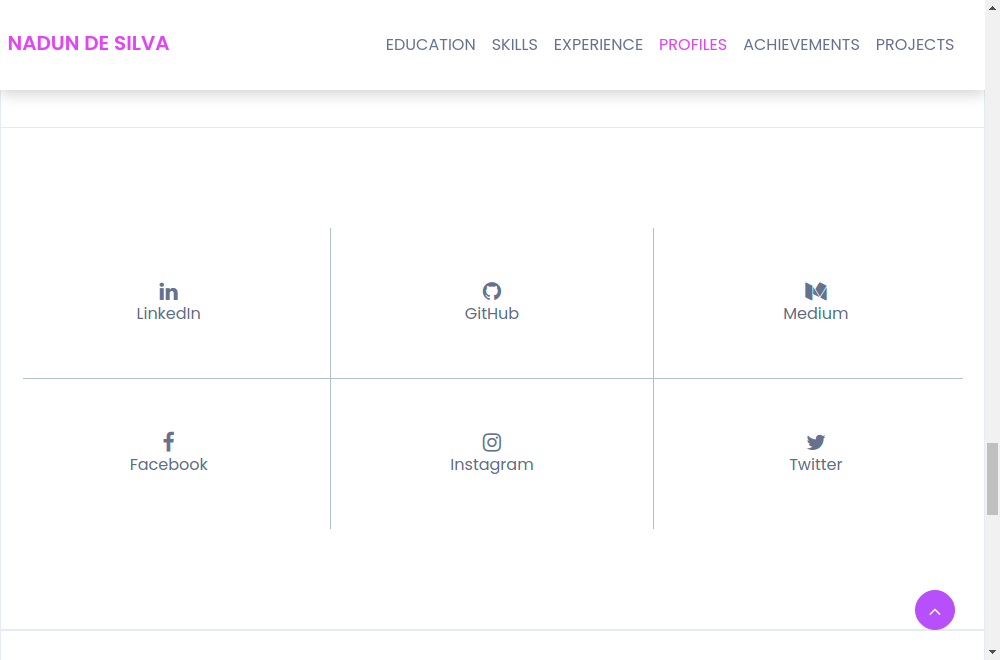 NADUN DE SILVA
EDUCATION SKILLS EXPERIENCE PROFILES ACHIEVEMENTS PROJECTS
LinkedIn GitHub Medium
Facebook Instagram Twitter